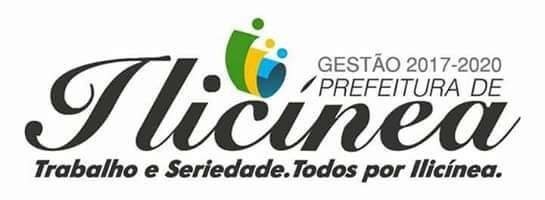 GESTÃO 2017-2020
PREFEITURA DE
Ilicínea
Trabalho e Seriedade.Todos por Ilicínea.